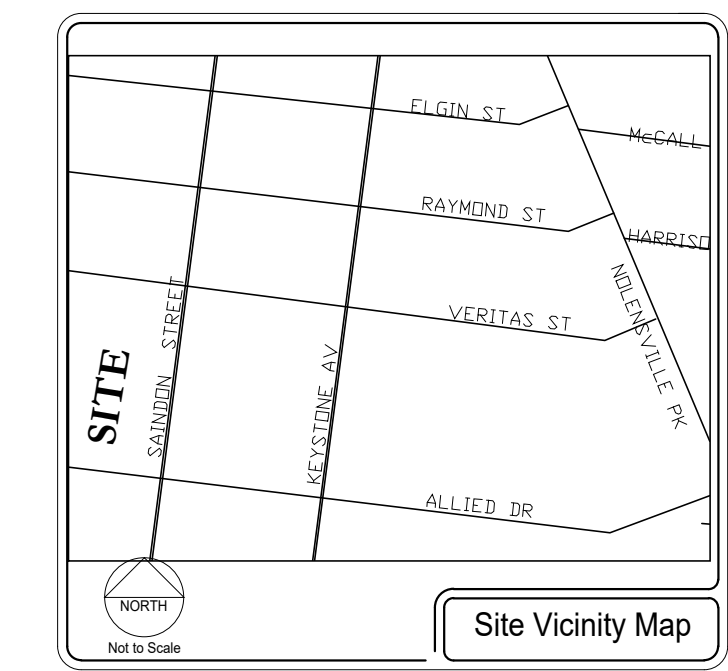 ELGIN ST
McCALL
RAYMOND ST
HARRISO
NOLENSVILLE PK
VERITAS ST
SAINDON STREET
SITE
KEYSTONE AV
ALLIED DR
NORTH
Not to Scale
Site Vicinity Map